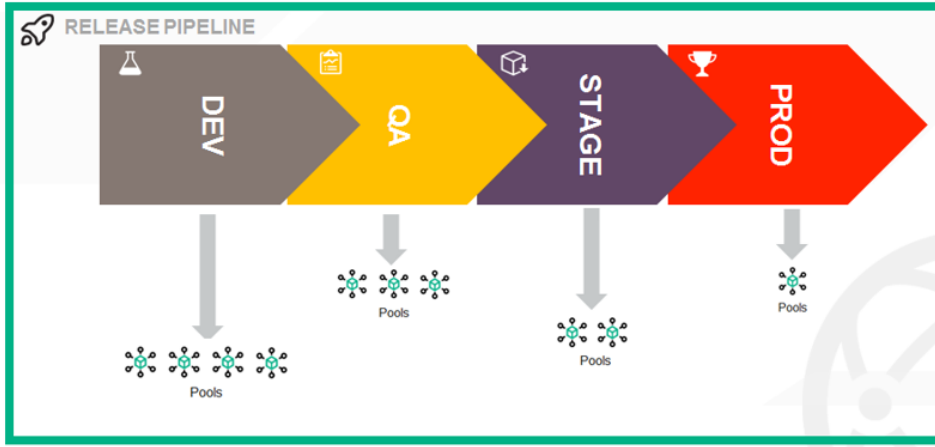 RELEASE PIPELINE
DEV
QA
STAGE
PROD
Pools
Pools
Pools
Pools